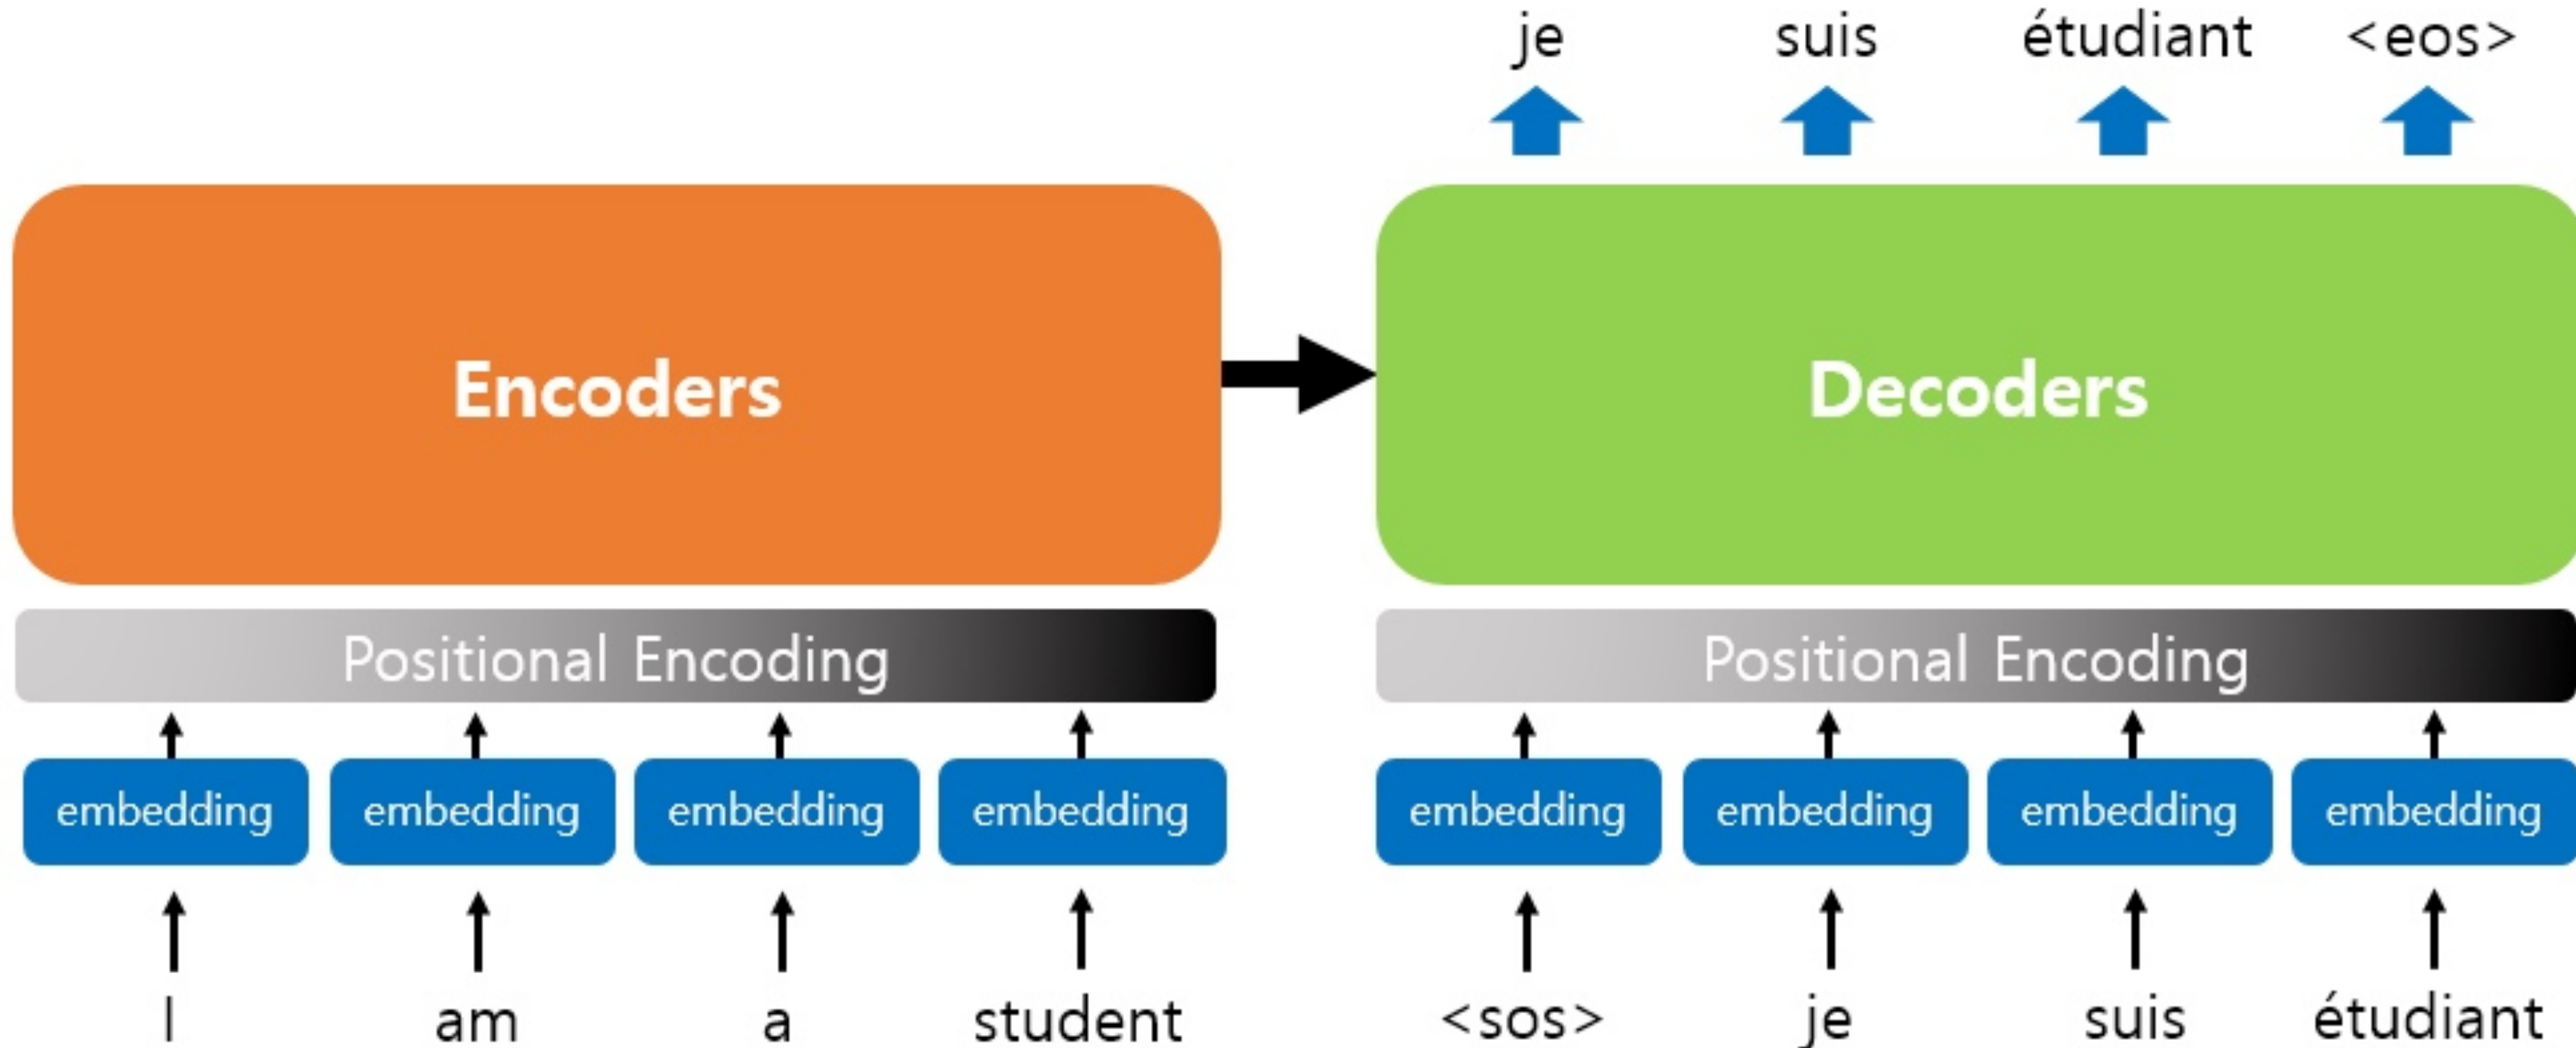 je suis étudiant <eos>
Encoders
Decoders
Positional Encoding
Positional Encoding
embedding embedding embedding embedding
embedding embedding embedding embedding
I am a student
<sos> je suis étudiant